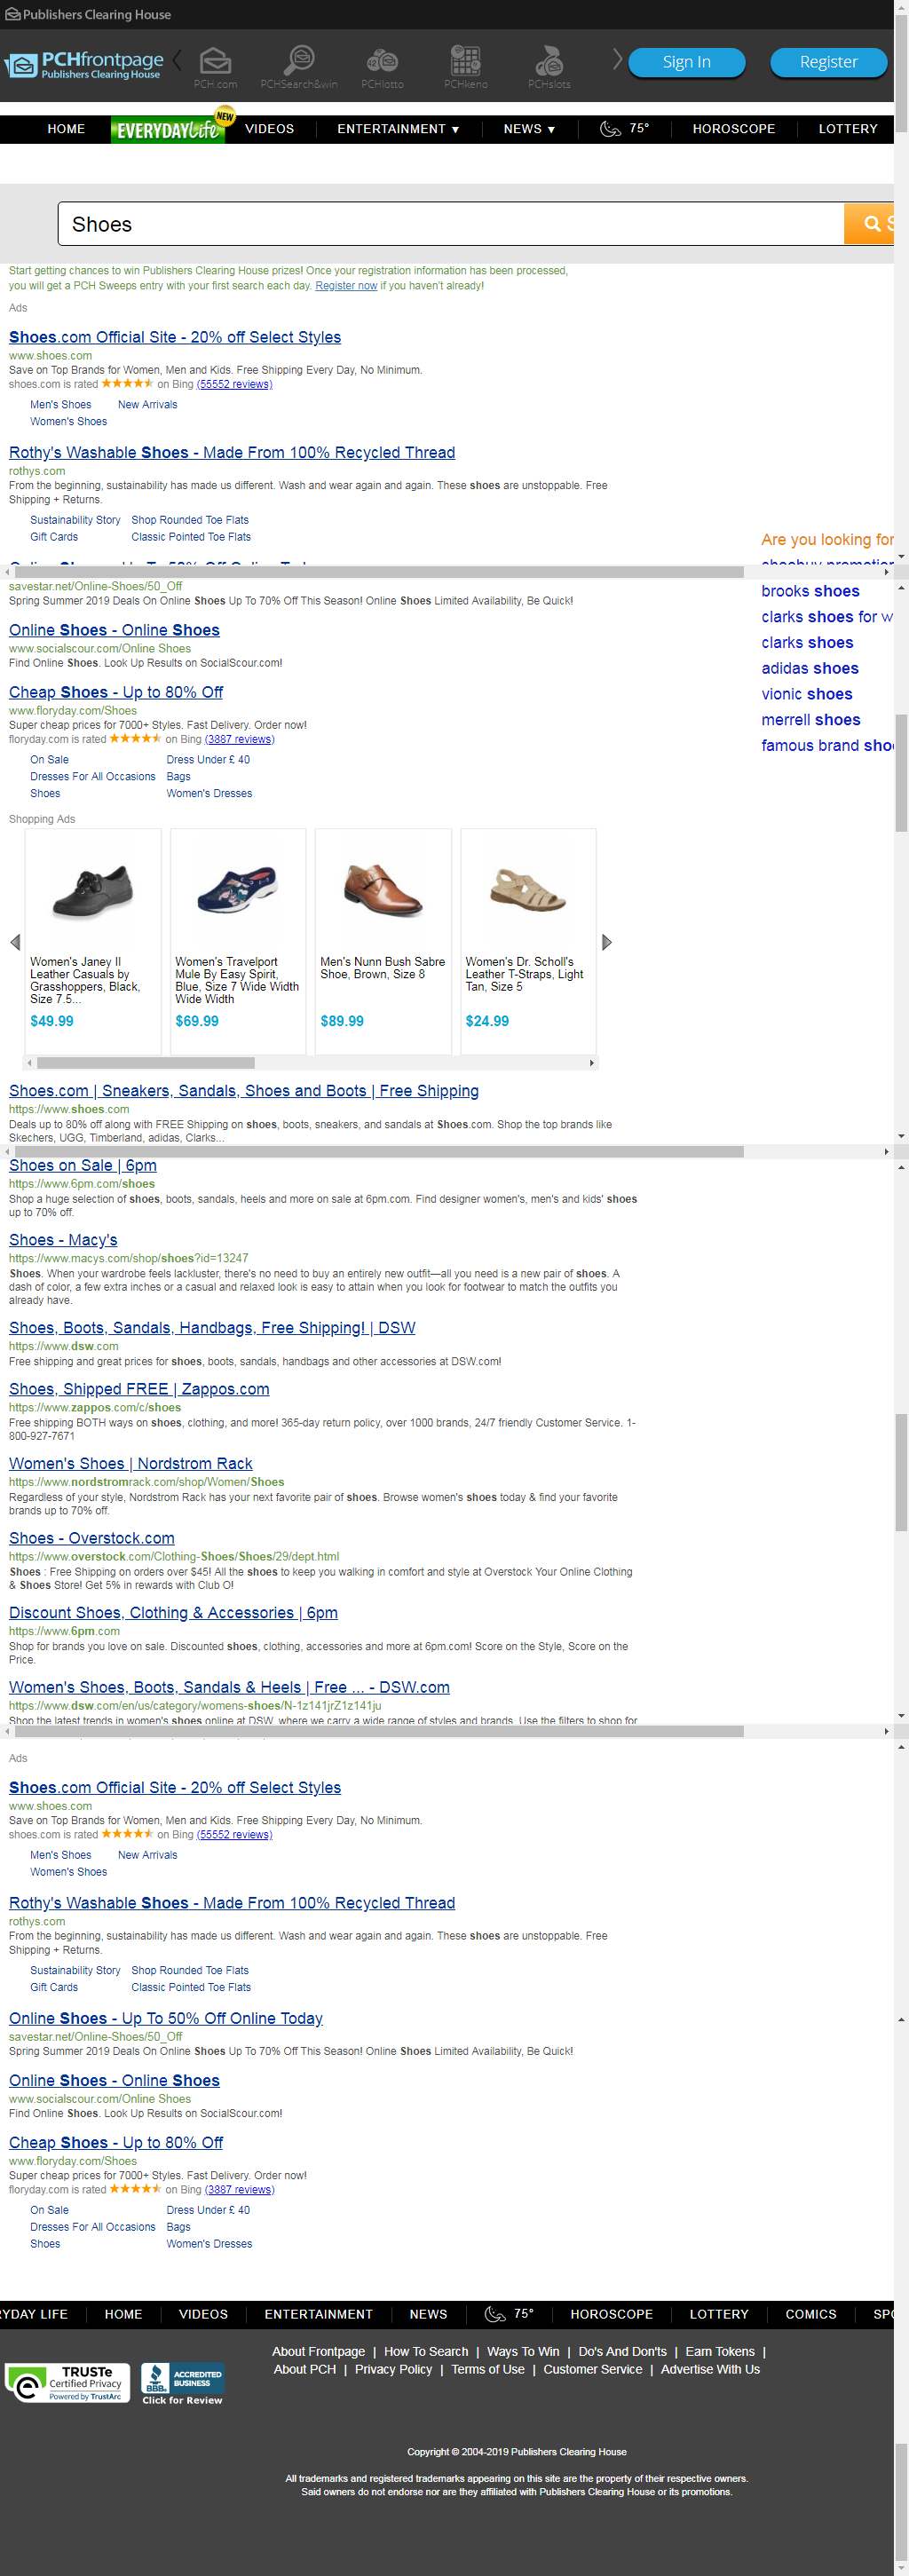 Publishers Clearing House
PCHfrontpage
Publishers Clearing House
PCH.com
PCHSearch&win
PCHlotto
PCHkeno
PCHslots
Sign In
Register
HOME
EVERYDAY Life
NEW
VIDEOS
ENTERTAINMENT ▼
NEWS ▼
75°
HOROSCOPE
LOTTERY
Shoes
Start getting chances to win Publishers Clearing House prizes! Once your registration information has been processed,
you will get a PCH Sweeps entry with your first search each day. Register now if you haven't already!
Ads
Shoes.com Official Site - 20% off Select Styles
www.shoes.com
Save on Top Brands for Women, Men and Kids. Free Shipping Every Day, No Minimum.
shoes.com is rated ★★★★★ on Bing (55552 reviews)
Men's Shoes New Arrivals
Women's Shoes
Rothy's Washable Shoes - Made From 100% Recycled Thread
rothys.com
From the beginning, sustainability has made us different. Wash and wear again and again. These shoes are unstoppable. Free
Shipping + Returns.
Sustainability Story Shop Rounded Toe Flats
Gift Cards Classic Pointed Toe Flats
Are you looking for
savestar.net/Online-Shoes/50_Off
Spring Summer 2019 Deals On Online Shoes Up To 70% Off This Season! Online Shoes Limited Availability, Be Quick!
brooks shoes
clarks shoes for w
clarks shoes
adidas shoes
vionic shoes
merrell shoes
famous brand sho
Online Shoes - Online Shoes
www.socialscour.com/Online Shoes
Find Online Shoes. Look Up Results on SocialScour.com!
Cheap Shoes - Up to 80% Off
www.floryday.com/Shoes
Super cheap prices for 7000+ Styles. Fast Delivery. Order now!
floryday.com is rated ★★★★★ on Bing (3887 reviews)
On Sale Dress Under £ 40
Dresses For All Occasions Bags
Shoes Women's Dresses
Shopping Ads
Women's Janey II
Leather Casuals by
Grasshoppers, Black,
Size 7.5...
$49.99
Women's Travelport
Mule By Easy Spirit,
Blue, Size 7 Wide Width
Wide Width
$69.99
Men's Nunn Bush Sabre
Shoe, Brown, Size 8
$89.99
Women's Dr. Scholl's
Leather T-Straps, Light
Tan, Size 5
$24.99
Shoes.com | Sneakers, Sandals, Shoes and Boots | Free Shipping
https://www.shoes.com
Deals up to 80% off along with FREE Shipping on shoes, boots, sneakers, and sandals at Shoes.com. Shop the top brands like
Skechers, UGG, Timberland, adidas, Clarks...
Shoes on Sale | 6pm
https://www.6pm.com/shoes
Shop a huge selection of shoes, boots, sandals, heels and more on sale at 6pm.com. Find designer women's, men's and kids' shoes
up to 70% off.
Shoes - Macy's
https://www.macys.com/shop/shoes?id=13247
Shoes. When your wardrobe feels lackluster, there's no need to buy an entirely new outfit—all you need is a new pair of shoes. A
dash of color, a few extra inches or a casual and relaxed look is easy to attain when you look for footwear to match the outfits you
already have.
Shoes, Boots, Sandals, Handbags, Free Shipping! | DSW
https://www.dsw.com
Free shipping and great prices for shoes, boots, sandals, handbags and other accessories at DSW.com!
Shoes, Shipped FREE | Zappos.com
https://www.zappos.com/c/shoes
Free shipping BOTH ways on shoes, clothing, and more! 365-day return policy, over 1000 brands, 24/7 friendly Customer Service. 1-
800-927-7671
Women's Shoes | Nordstrom Rack
https://www.nordstromrack.com/shop/Women/Shoes
Regardless of your style, Nordstrom Rack has your next favorite pair of shoes. Browse women's shoes today & find your favorite
brands up to 70% off.
Shoes - Overstock.com
https://www.overstock.com/Clothing-Shoes/Shoes/29/dept.html
Shoes : Free Shipping on orders over $45! All the shoes to keep you walking in comfort and style at Overstock Your Online Clothing
& Shoes Store! Get 5% in rewards with Club O!
Discount Shoes, Clothing & Accessories | 6pm
https://www.6pm.com
Shop for brands you love on sale. Discounted shoes, clothing, accessories and more at 6pm.com! Score on the Style, Score on the
Price.
Women's Shoes, Boots, Sandals & Heels | Free ... - DSW.com
https://www.dsw.com/en/us/category/womens-shoes/N-1z141jrZ1z141ju
Shop the latest trends in women's shoes online at DSW, where we carry a wide range of styles and brands. Use the filters to shop for
Ads
Shoes.com Official Site - 20% off Select Styles
www.shoes.com
Save on Top Brands for Women, Men and Kids. Free Shipping Every Day, No Minimum.
shoes.com is rated ★★★★★ on Bing (55552 reviews)
Men's Shoes New Arrivals
Women's Shoes
Rothy's Washable Shoes - Made From 100% Recycled Thread
rothys.com
From the beginning, sustainability has made us different. Wash and wear again and again. These shoes are unstoppable. Free
Shipping + Returns.
Sustainability Story Shop Rounded Toe Flats
Gift Cards Classic Pointed Toe Flats
Online Shoes - Up To 50% Off Online Today
savestar.net/Online-Shoes/50_Off
Spring Summer 2019 Deals On Online Shoes Up To 70% Off This Season! Online Shoes Limited Availability, Be Quick!
Online Shoes - Online Shoes
www.socialscour.com/Online Shoes
Find Online Shoes. Look Up Results on SocialScour.com!
Cheap Shoes - Up to 80% Off
www.floryday.com/Shoes
Super cheap prices for 7000+ Styles. Fast Delivery. Order now!
floryday.com is rated ★★★★★ on Bing (3887 reviews)
On Sale Dress Under £ 40
Dresses For All Occasions Bags
Shoes Women's Dresses
RYDAY LIFE HOME VIDEOS ENTERTAINMENT NEWS 75° HOROSCOPE LOTTERY COMICS SPO
About Frontpage | How To Search | Ways To Win | Do's And Don'ts | Earn Tokens |
About PCH | Privacy Policy | Terms of Use | Customer Service | Advertise With Us
TRUSTe
Certified Privacy
Powered by TrustArc
BBB.
ACCREDITED
BUSINESS
Click for Review
Copyright © 2004-2019 Publishers Clearing House
All trademarks and registered trademarks appearing on this site are the property of their respective owners.
Said owners do not endorse nor are they affiliated with Publishers Clearing House or its promotions.